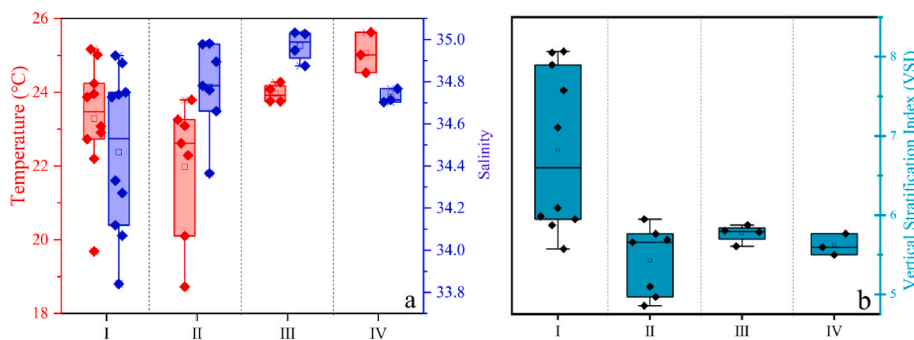 26
24
22
20
18
Temperature (°C)
I
II
III
IV
35.0
34.8
34.6
34.4
34.2
34.0
33.8
Salinity
a
I
II
III
IV
8
7
6
5
Vertical Stratification Index (VSI)
b